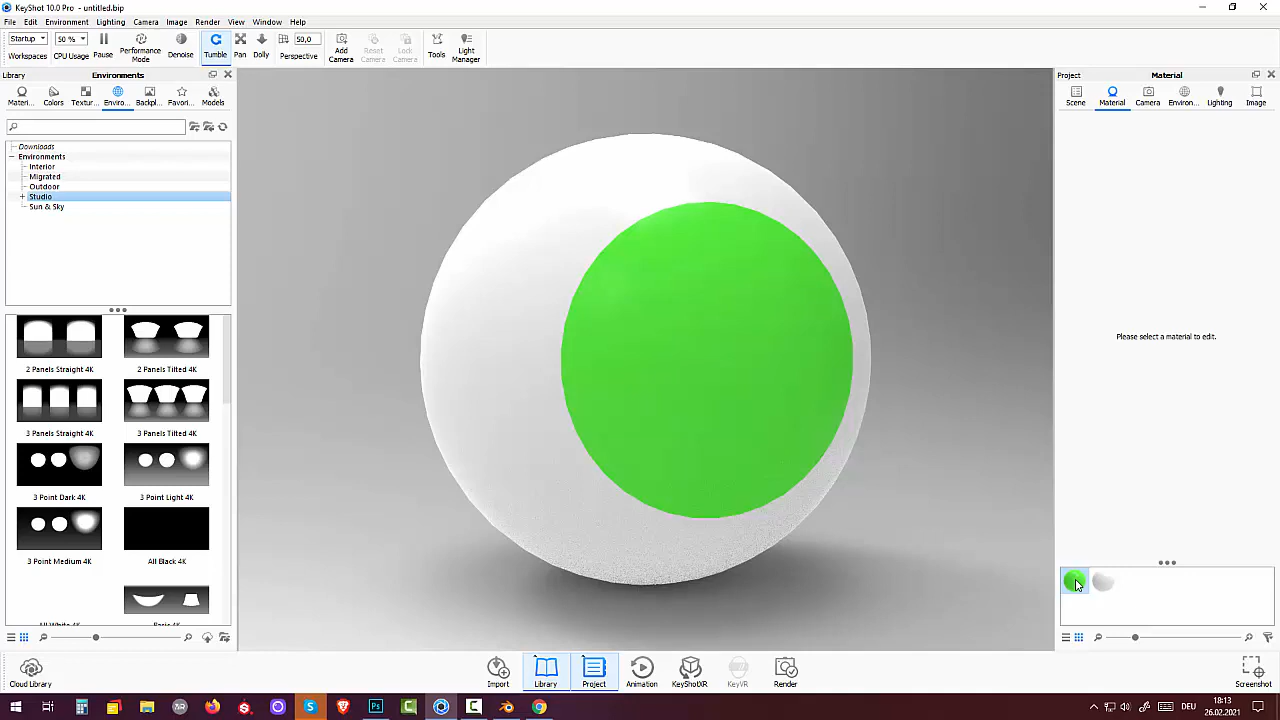 KeyShot 10.0 Pro - untitled.bip
File Edit Environment Lighting Camera Image Render View Window Help
Startup 50 % 50,0
Workspaces CPU Usage Pause Performance Mode Denoise Tumble Pan Dolly Perspective Add Camera Reset Camera Lock Camera Tools Light Manager
Library Environments
Materi... Colors Textur... Enviro... Backpl... Favori... Models
Downloads
Environments
Interior
Migrated
Outdoor
Studio
Sun & Sky
2 Panels Straight 4K 2 Panels Tilted 4K
3 Panels Straight 4K 3 Panels Tilted 4K
3 Point Dark 4K 3 Point Light 4K
3 Point Medium 4K All Black 4K
All White 4K Basic 4K
Project Material
Scene Material Camera Environ... Lighting Image
Please select a material to edit.
Cloud Library Import Library Project Animation KeyShotXR KeyVR Render Screenshot
DEU 18:13
26.02.2021